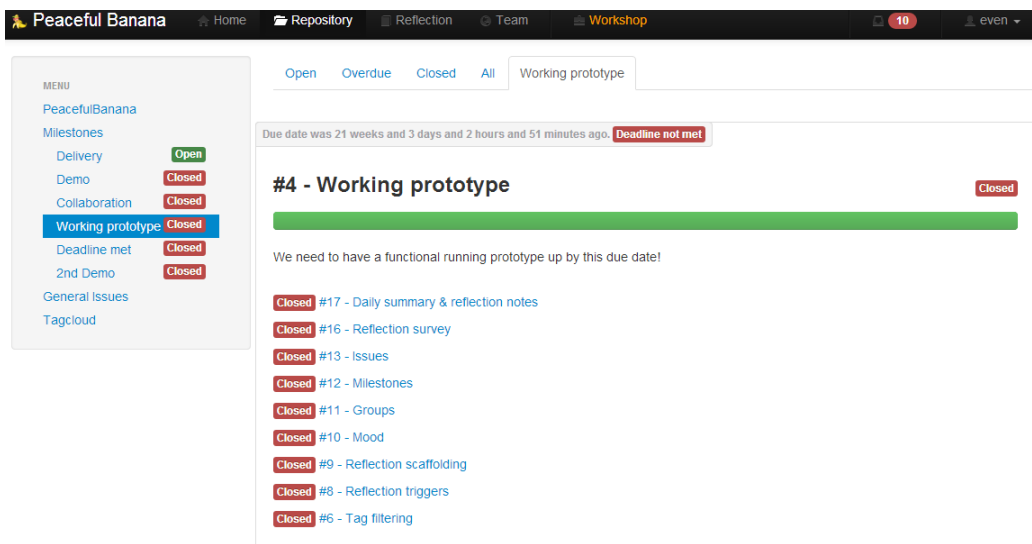 Peaceful Banana Home Repository Reflection Team Workshop 10 even
Open Overdue Closed All Working prototype
MENU
PeacefulBanana
Milestones
Delivery Open
Demo Closed
Collaboration Closed
Working prototype Closed
Deadline met Closed
2nd Demo Closed
General Issues
Tagcloud
Due date was 21 weeks and 3 days and 2 hours and 51 minutes ago. Deadline not met
#4 - Working prototype Closed
We need to have a functional running prototype up by this due date!
Closed #17 - Daily summary & reflection notes
Closed #16 - Reflection survey
Closed #13 - Issues
Closed #12 - Milestones
Closed #11 - Groups
Closed #10 - Mood
Closed #9 - Reflection scaffolding
Closed #8 - Reflection triggers
Closed #6 - Tag filtering